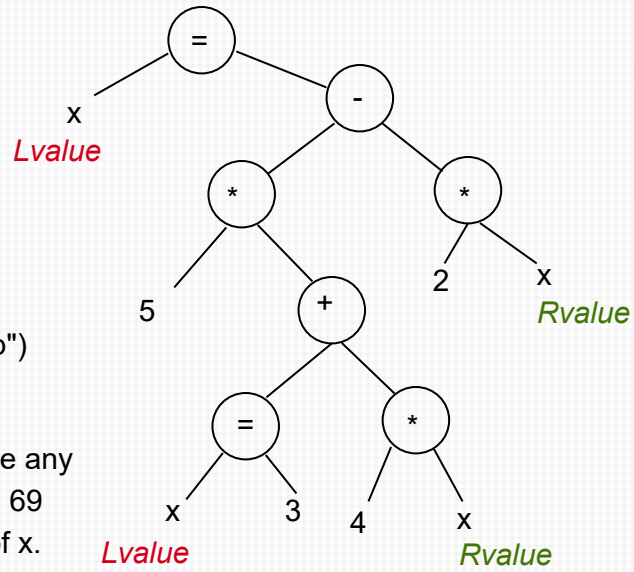 =
x
-
Lvalue
*
*
5
2
x
+
Rvalue
")
=
*
any
x
3
4
x
69
x.
Lvalue
Rvalue